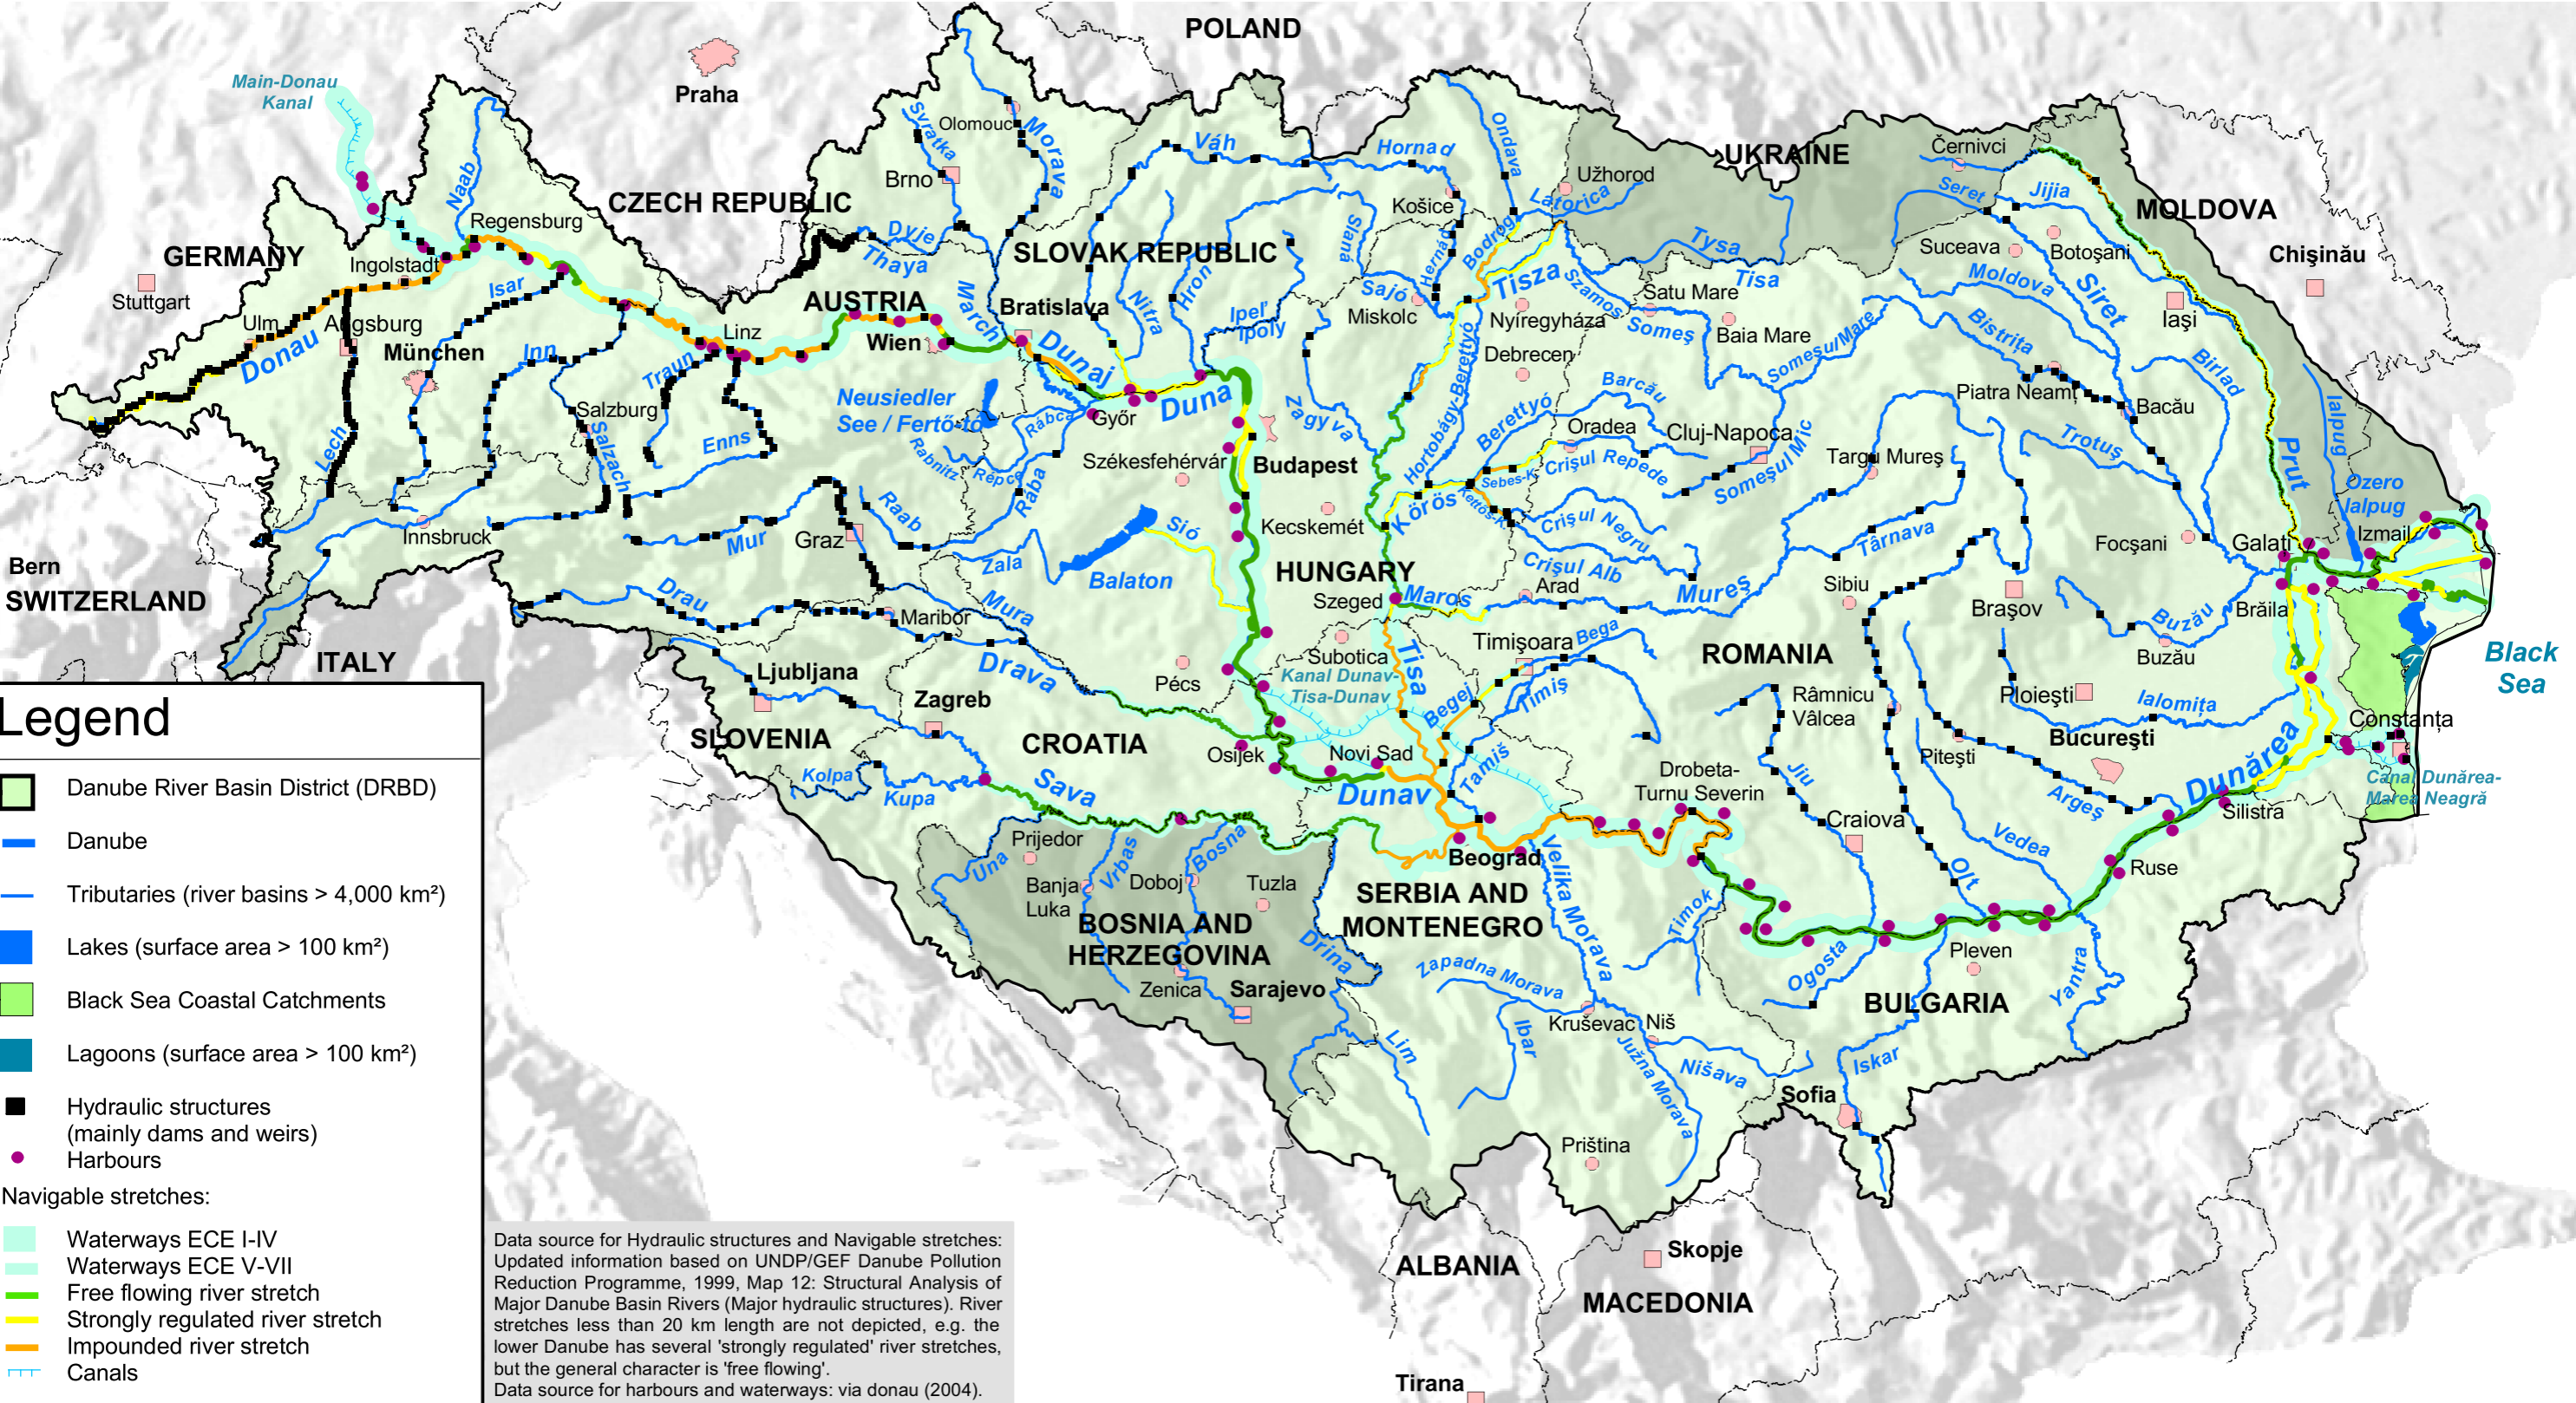 POLAND
Main-Donau
Kanal
Praha
Svratka
Olomouc
Morava
Váh
Hornad
Ondava
UKRAINE
Černivci
Naab
Brno
Užhorod
Latorica
Seret
Jijia
MOLDOVA
CZECH REPUBLIC
Košice
Regensburg
Dyje
Slaná
Hernád
Bodrog
Tysa
Suceava
Botoşani
GERMANY
Ingolstadt
Thaya
SLOVAK REPUBLIC
Tisa
Moldova
Siret
Chişinău
Stuttgart
Isar
AUSTRIA
March
Bratislava
Nitra
Hron
Ipeľ
Ipoly
Sajó
Miskolc
Tisza
Szamos
Someş
Satu Mare
Nyíregyháza
Baia Mare
Iaşi
Ulm
Augsburg
Donau
München
Inn
Traun
Linz
Wien
Dunaj
Debrecen
Someşul Mare
Bistriţa
Birlad
Neusiedler
See / Fertő-tó
Győr
Duna
Zagyva
Hortobágy-Berettyó
Berettyó
Barcău
Piatra Neamţ
Bacău
Ialpug
Lech
Salzburg
Salzach
Enns
Rábca
Rabnitz
Répce
Rába
Székesfehérvár
Budapest
Oradea
Cluj-Napoca
Crişul Repede
Sebes-K.
Kettős-K.
Someşul Mic
Targu Mureş
Trotuş
Prut
Ozero
Ialpug
Innsbruck
Mur
Graz
Raab
Sió
Kecskemét
Körös
Crişul Negru
Târnava
Focşani
Galaţi
Izmail
Bern
SWITZERLAND
Zala
Balaton
HUNGARY
Szeged
Maros
Crişul Alb
Arad
Mureş
Sibiu
Braşov
Buzău
Brăila
Drau
Maribor
Mura
ITALY
Ljubljana
Drava
Pécs
Subotica
Kanal Dunav-
Tisa-Dunav
Tisa
Timişoara
Bega
Begej
Timiş
ROMANIA
Buzău
Black
Sea
Zagreb
Râmnicu
Vâlcea
Ploieşti
Ialomiţa
Constanţa
SLOVENIA
CROATIA
Osijek
Novi Sad
Tamiš
Piteşti
Bucureşti
Kolpa
Kupa
Sava
Dunav
Drobeta-
Turnu Severin
Jiu
Argeş
Dunărea
Canal Dunărea-
Marea Neagră
Silistra
Prijedor
Una
Vrbas
Bosna
Beograd
Craiova
Vedea
Banja
Luka
Doboj
Tuzla
SERBIA AND
MONTENEGRO
Velika Morava
Timok
Olt
Ruse
BOSNIA AND
HERZEGOVINA
Drina
Zapadna Morava
Ogosta
Pleven
Yantra
Zenica
Sarajevo
Kruševac
Niš
BULGARIA
Lim
Ibar
Južna Morava
Nišava
Iskar
Sofia
Priština
ALBANIA
Skopje
MACEDONIA
Tirana
Legend
Danube River Basin District (DRBD)
Danube
Tributaries (river basins > 4,000 km²)
Lakes (surface area > 100 km²)
Black Sea Coastal Catchments
Lagoons (surface area > 100 km²)
Hydraulic structures
(mainly dams and weirs)
Harbours
Navigable stretches:
Waterways ECE I-IV
Waterways ECE V-VII
Free flowing river stretch
Strongly regulated river stretch
Impounded river stretch
Canals
Data source for Hydraulic structures and Navigable stretches:
Updated information based on UNDP/GEF Danube Pollution
Reduction Programme, 1999, Map 12: Structural Analysis of
Major Danube Basin Rivers (Major hydraulic structures). River
stretches less than 20 km length are not depicted, e.g. the
lower Danube has several 'strongly regulated' river stretches,
but the general character is 'free flowing'.
Data source for harbours and waterways: via donau (2004).